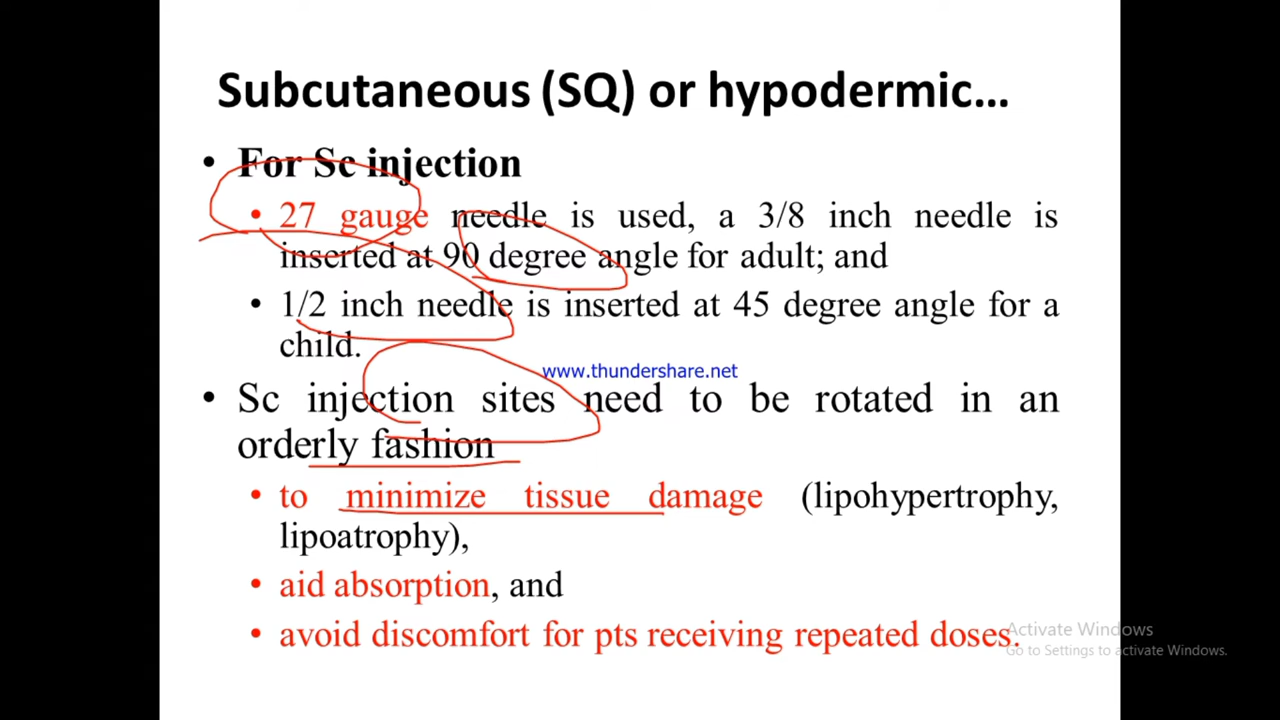 Subcutaneous (SQ) or hypodermic...
• For Sc injection
• 27 gauge needle is used, a 3/8 inch needle is
inserted at 90 degree angle for adult; and
• 1/2 inch needle is inserted at 45 degree angle for a
child.
www.thundershare.net
• Sc injection sites need to be rotated in an
orderly fashion
• to minimize tissue damage (lipohypertrophy,
lipoatrophy),
• aid absorption, and
• avoid discomfort for pts receiving repeated doses.
Activate Windows
Go to Settings to activate Windows.